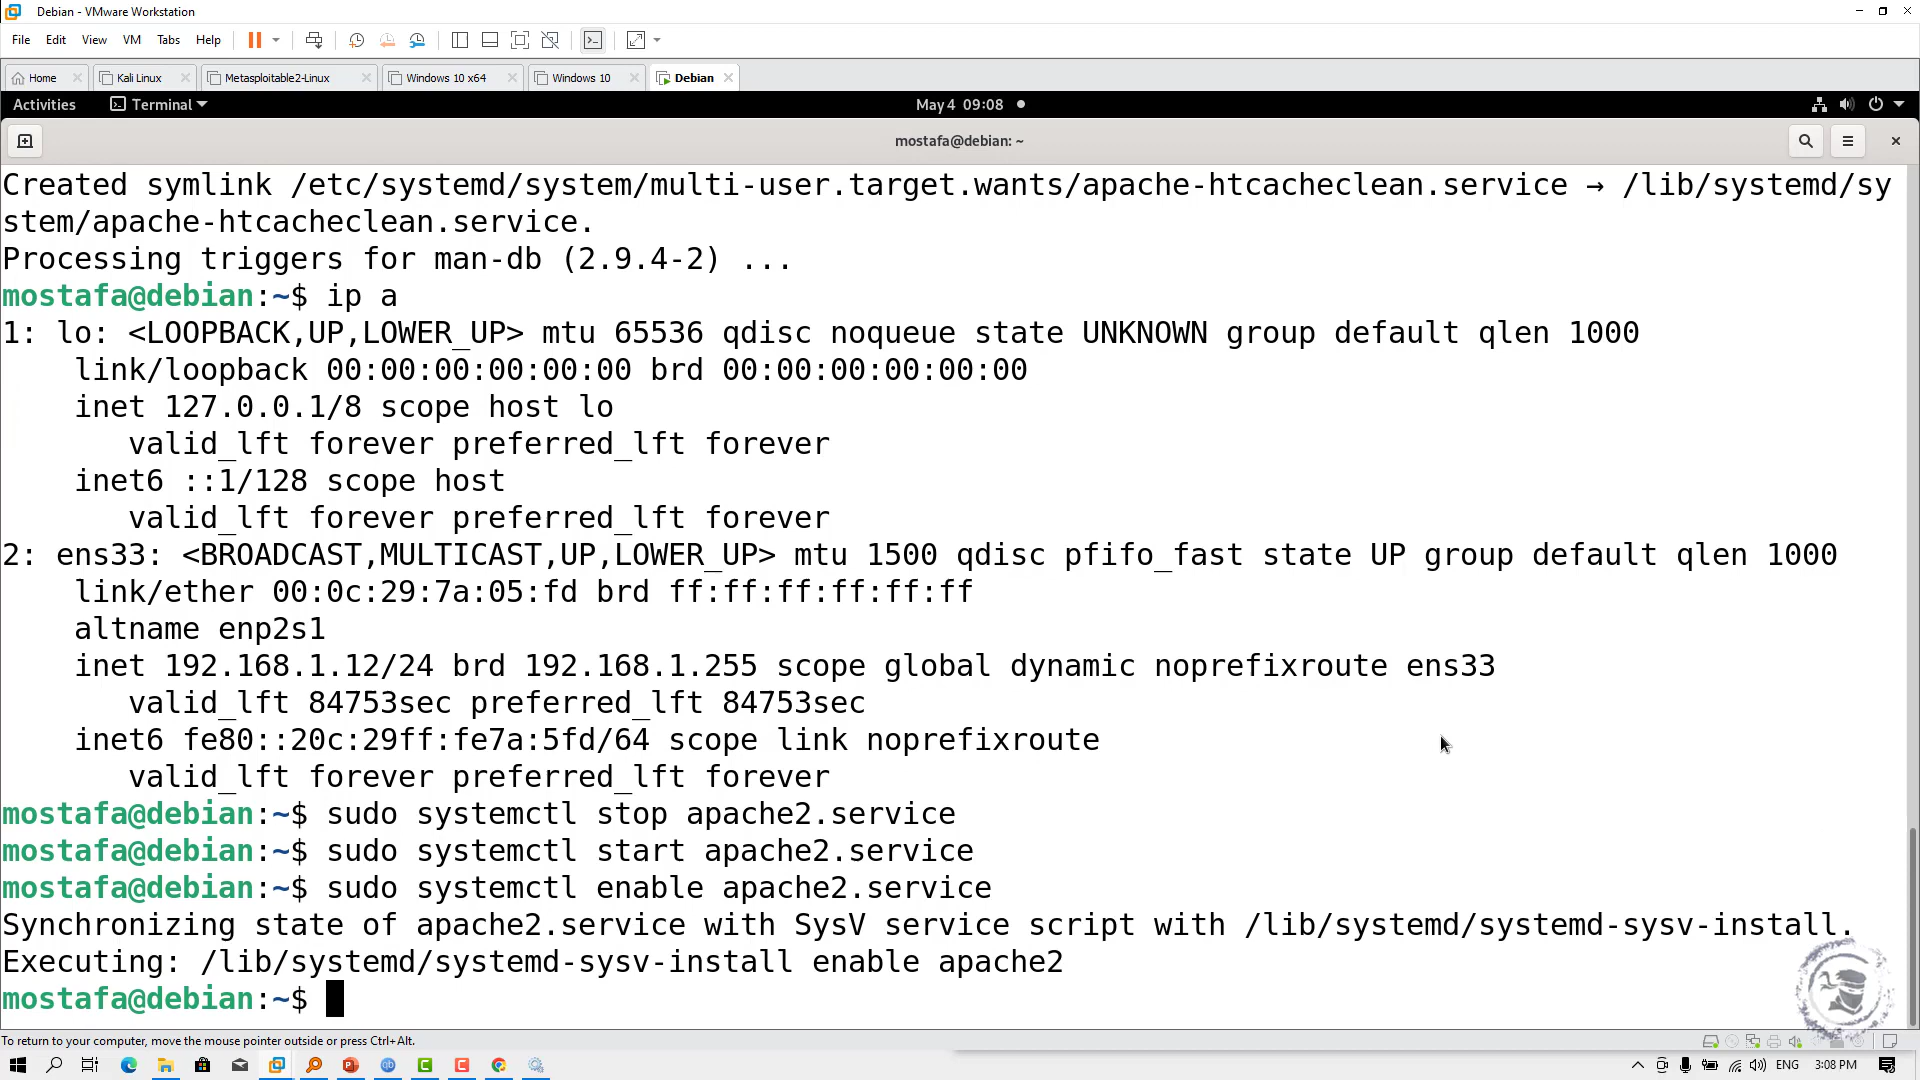 Debian - VMware Workstation
File Edit View VM Tabs Help
Home Kali Linux Metasploitable2-Linux Windows 10 x64 Windows 10 Debian
Activities Terminal May 4 09:08
mostafa@debian: ~
Created symlink /etc/systemd/system/multi-user.target.wants/apache-htcacheclean.service → /lib/systemd/sy
stem/apache-htcacheclean.service.
Processing triggers for man-db (2.9.4-2) ...
mostafa@debian:~$ ip a
1: lo: <LOOPBACK,UP,LOWER_UP> mtu 65536 qdisc noqueue state UNKNOWN group default qlen 1000
    link/loopback 00:00:00:00:00:00 brd 00:00:00:00:00:00
    inet 127.0.0.1/8 scope host lo
       valid_lft forever preferred_lft forever
    inet6 ::1/128 scope host
       valid_lft forever preferred_lft forever
2: ens33: <BROADCAST,MULTICAST,UP,LOWER_UP> mtu 1500 qdisc pfifo_fast state UP group default qlen 1000
    link/ether 00:0c:29:7a:05:fd brd ff:ff:ff:ff:ff:ff
    altname enp2s1
    inet 192.168.1.12/24 brd 192.168.1.255 scope global dynamic noprefixroute ens33
       valid_lft 84753sec preferred_lft 84753sec
    inet6 fe80::20c:29ff:fe7a:5fd/64 scope link noprefixroute
       valid_lft forever preferred_lft forever
mostafa@debian:~$ sudo systemctl stop apache2.service
mostafa@debian:~$ sudo systemctl start apache2.service
mostafa@debian:~$ sudo systemctl enable apache2.service
Synchronizing state of apache2.service with SysV service script with /lib/systemd/systemd-sysv-install.
Executing: /lib/systemd/systemd-sysv-install enable apache2
mostafa@debian:~$
To return to your computer, move the mouse pointer outside or press Ctrl+Alt.
ENG 3:08 PM